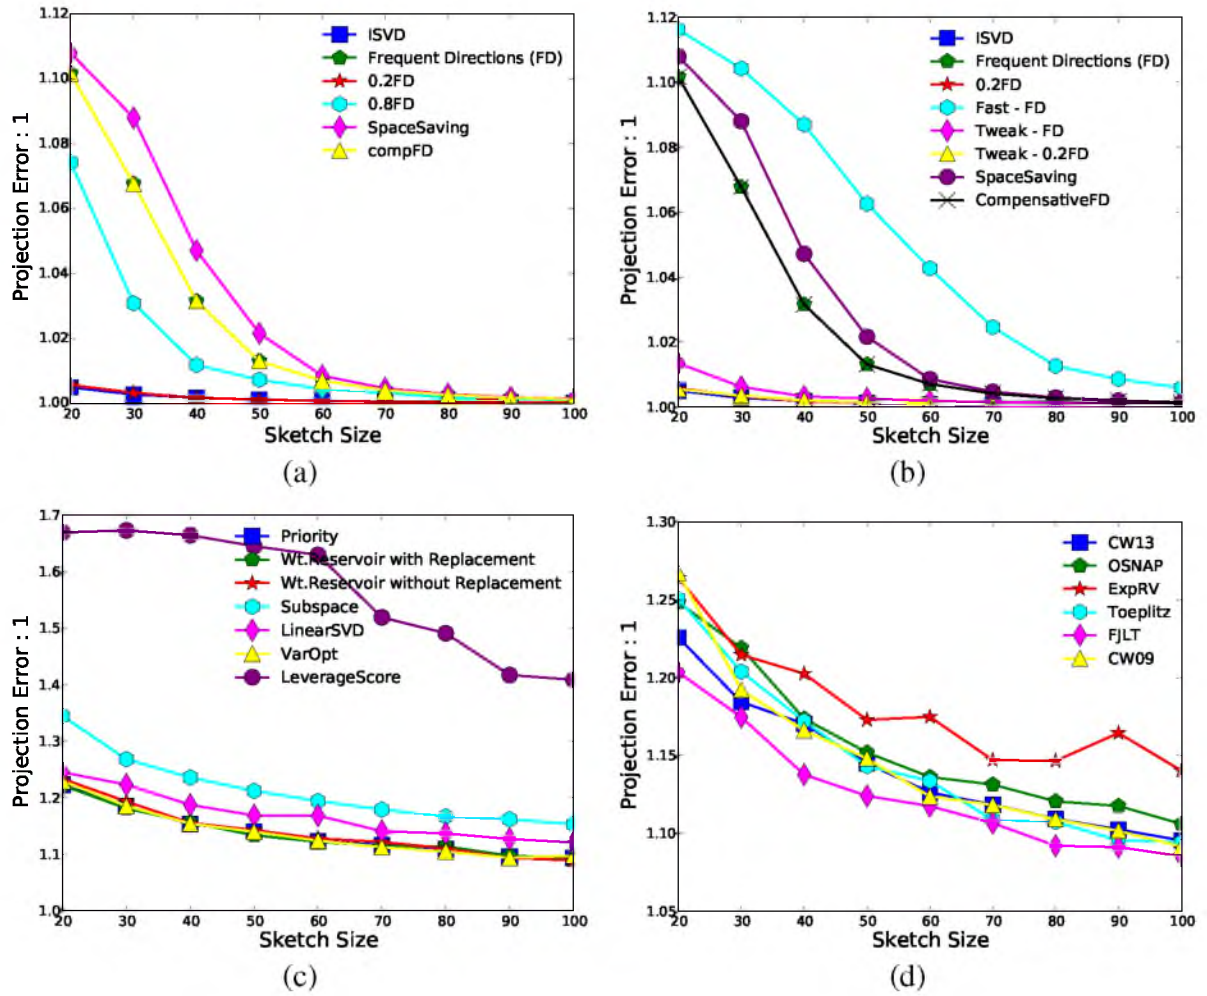 1.12
1.10
1.08
1.06
1.04
1.02
1.00
Projection Error : 1
ISVD
Frequent Directions (FD)
0.2FD
0.8FD
SpaceSaving
compFD
20 30 40 50 60 70 80 90 100
Sketch Size
(a)
1.12
1.10
1.08
1.06
1.04
1.02
1.00
Projection Error : 1
ISVD
Frequent Directions (FD)
0.2FD
Fast - FD
Tweak - FD
Tweak - 0.2FD
SpaceSaving
CompensativeFD
20 30 40 50 60 70 80 90 100
Sketch Size
(b)
1.7
1.6
1.5
1.4
1.3
1.2
1.1
1.0
Projection Error : 1
Priority
Wt.Reservoir with Replacement
Wt.Reservoir without Replacement
Subspace
LinearSVD
VarOpt
LeverageScore
20 30 40 50 60 70 80 90 100
Sketch Size
(c)
1.30
1.25
1.20
1.15
1.10
1.05
Projection Error : 1
CW13
OSNAP
ExpRV
Toeplitz
FJLT
CW09
20 30 40 50 60 70 80 90 100
Sketch Size
(d)